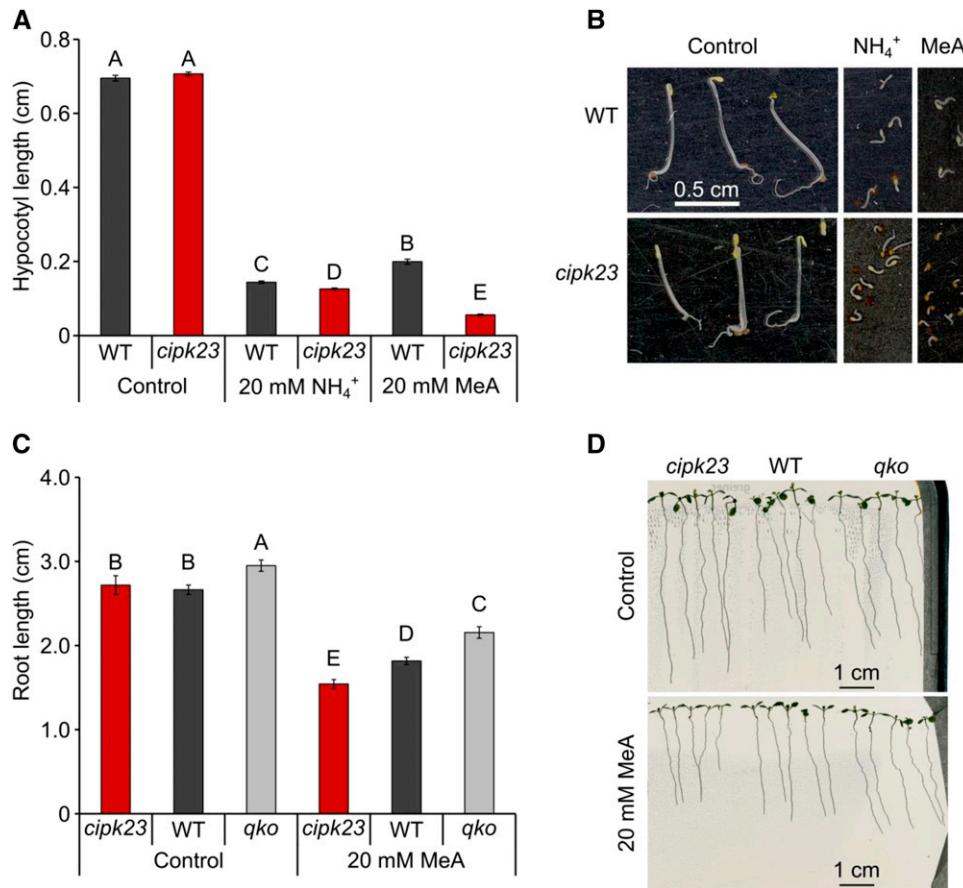 A
Hypocotyl length (cm)
0.8
0.6
0.4
0.2
0
A
A
C
D
B
E
WT
cipk23
WT
cipk23
WT
cipk23
Control
20 mM NH₄⁺
20 mM MeA
B
Control
NH₄⁺
MeA
WT
0.5 cm
cipk23
C
Root length (cm)
4.0
3.0
2.0
1.0
0
B
B
A
E
D
C
cipk23
WT
qko
cipk23
WT
qko
Control
20 mM MeA
D
cipk23
WT
qko
greiner
Control
1 cm
20 mM MeA
1 cm